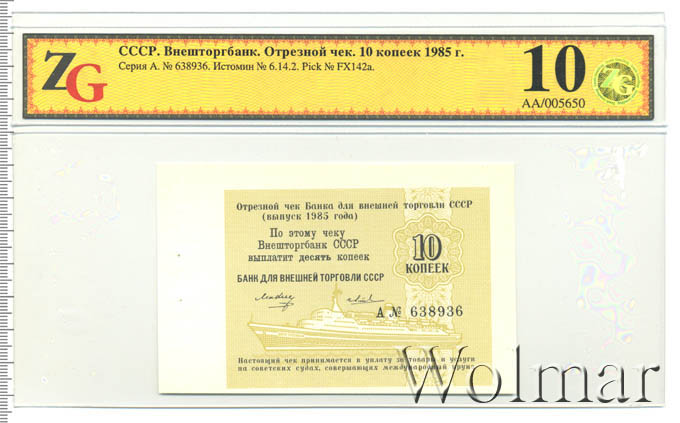 ZG
СССР. Внешторгбанк. Отрезной чек. 10 копеек 1985 г.
Серия А. № 638936. Истомин № 6.14.2. Pick № FX142a.
10
AA/005650
ZG
Отрезной чек Банка для внешней торговли СССР
(выпуск 1985 года)
По этому чеку
Внешторгбанк СССР
выплатит десять копеек
10
КОПЕЕК
БАНК ДЛЯ ВНЕШНЕЙ ТОРГОВЛИ СССР
А № 638936
Настоящий чек принимается в уплату за товары и услуги
на советских судах, совершающих международный
Wolmar